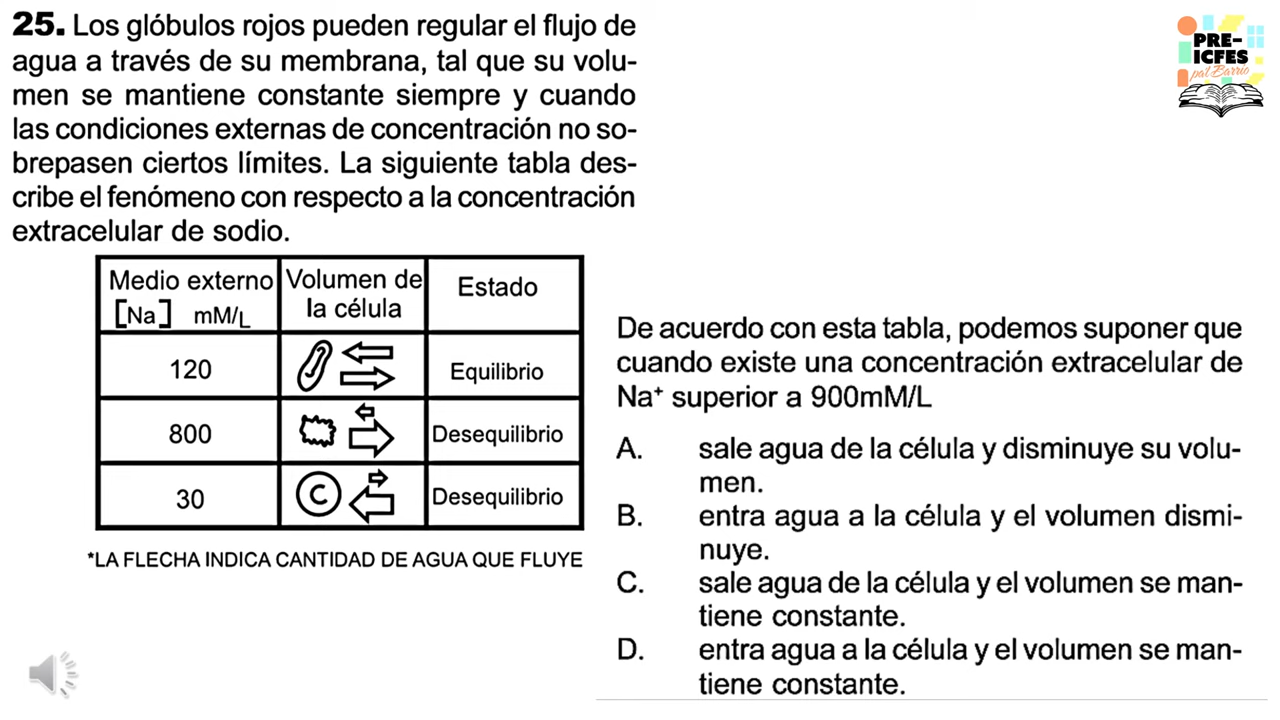 25. Los glóbulos rojos pueden regular el flujo de
agua a través de su membrana, tal que su volu-
men se mantiene constante siempre y cuando
las condiciones externas de concentración no so-
brepasen ciertos límites. La siguiente tabla des-
cribe el fenómeno con respecto a la concentración
extracelular de sodio.
Medio externo
[Na] mM/L
Volumen de
la célula
Estado
120
Equilibrio
800
Desequilibrio
30
C
Desequilibrio
*LA FLECHA INDICA CANTIDAD DE AGUA QUE FLUYE
De acuerdo con esta tabla, podemos suponer que
cuando existe una concentración extracelular de
Na⁺ superior a 900mM/L
A. sale agua de la célula y disminuye su volu-
men.
B. entra agua a la célula y el volumen dismi-
nuye.
C. sale agua de la célula y el volumen se man-
tiene constante.
D. entra agua a la célula y el volumen se man-
tiene constante.
PRE-
ICFES
pal Barrio